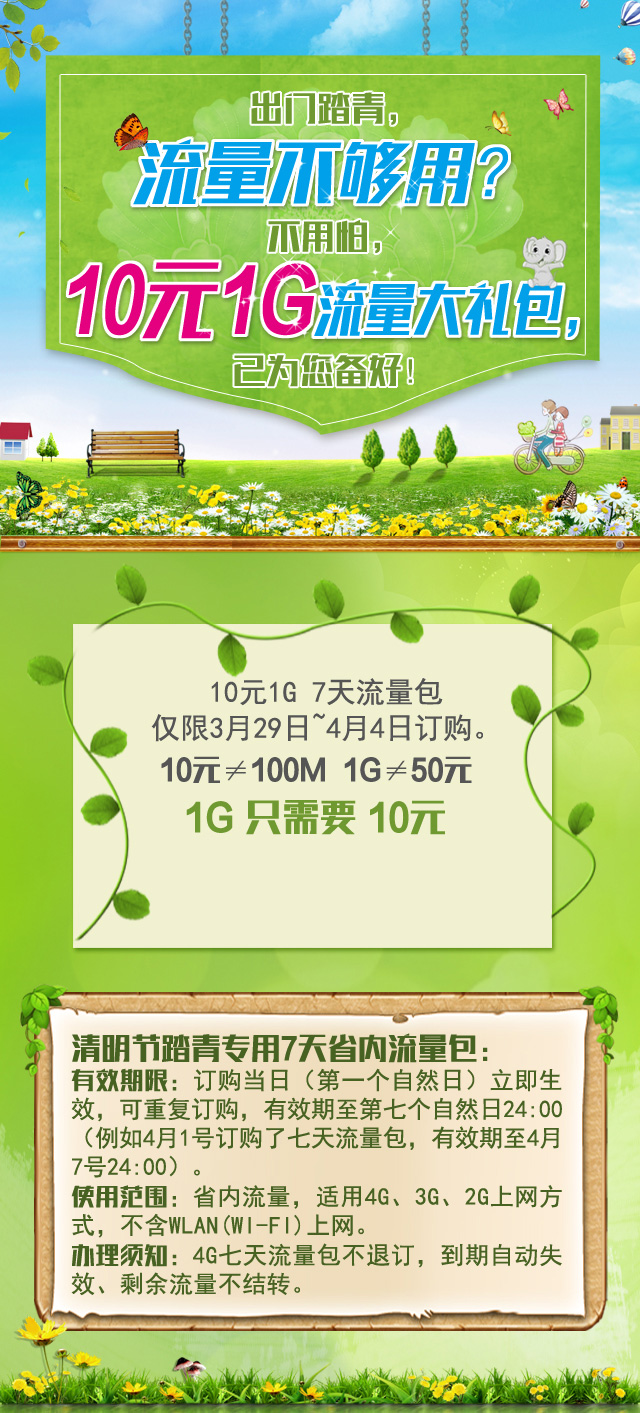 出门踏青，
流量不够用?
不用怕，
10元1G流量大礼包，
已为您备好!
10元1G 7天流量包
仅限3月29日~4月4日订购。
10元≠100M 1G≠50元
1G 只需要 10元
清明节踏青专用7天省内流量包：
有效期限：订购当日（第一个自然日）立即生
效，可重复订购，有效期至第七个自然日24:00
（例如4月1号订购了七天流量包，有效期至4月
7号24:00）。
使用范围：省内流量，适用4G、3G、2G上网方
式，不含WLAN(WI-FI)上网。
办理须知：4G七天流量包不退订，到期自动失
效、剩余流量不结转。